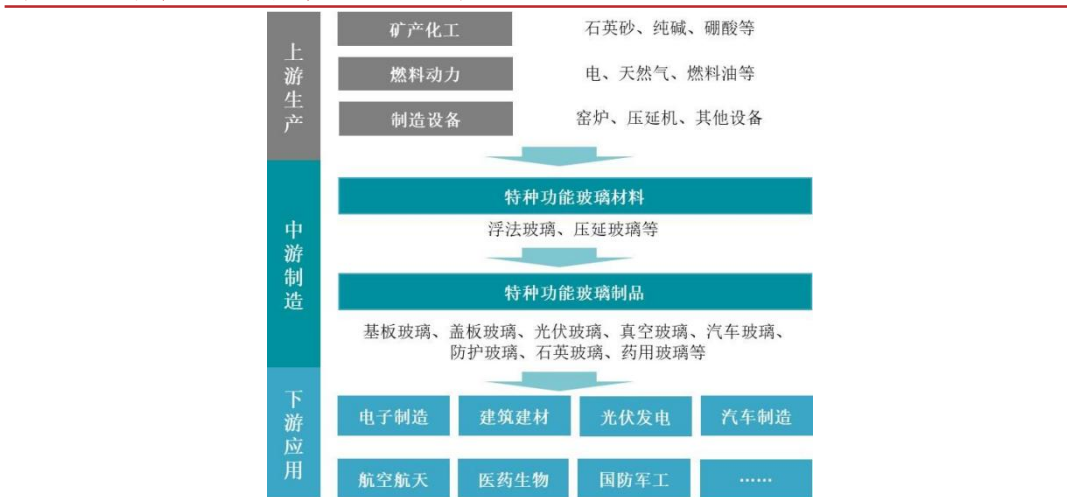 上游生产
矿产化工
石英砂、纯碱、硼酸等
燃料动力
电、天然气、燃料油等
制造设备
窑炉、压延机、其他设备
中游制造
特种功能玻璃材料
浮法玻璃、压延玻璃等
特种功能玻璃制品
基板玻璃、盖板玻璃、光伏玻璃、真空玻璃、汽车玻璃、
防护玻璃、石英玻璃、药用玻璃等
下游应用
电子制造
建筑建材
光伏发电
汽车制造
航空航天
医药生物
国防军工
……